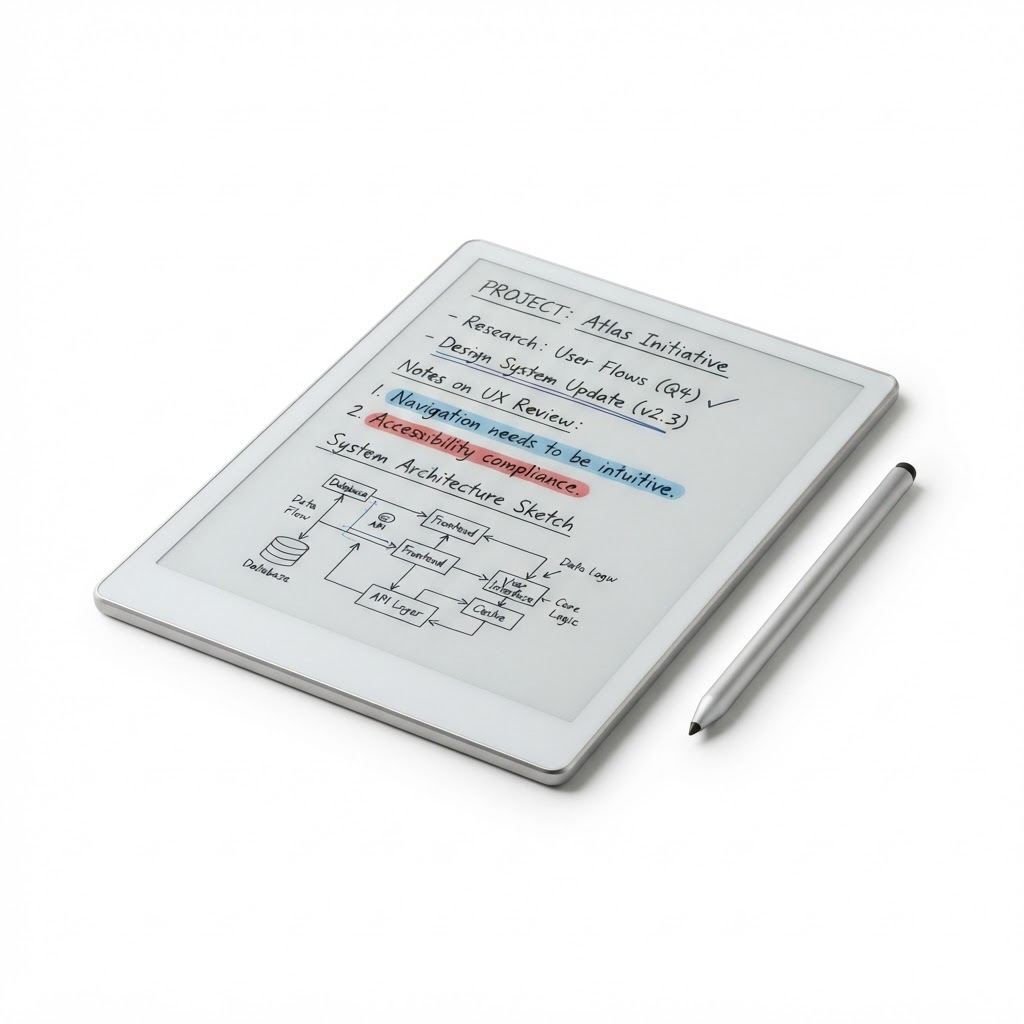 PROJECT: Atlas Initiative
- Research: User Flows (Q4) ✓
- Design System Update (v2.3)
Notes on UX Review:
1. Navigation needs to be intuitive.
2. Accessibility compliance.
System Architecture Sketch
Data
Flow
API
Frontend
Frontend
Database
API Layer
Core
Logic